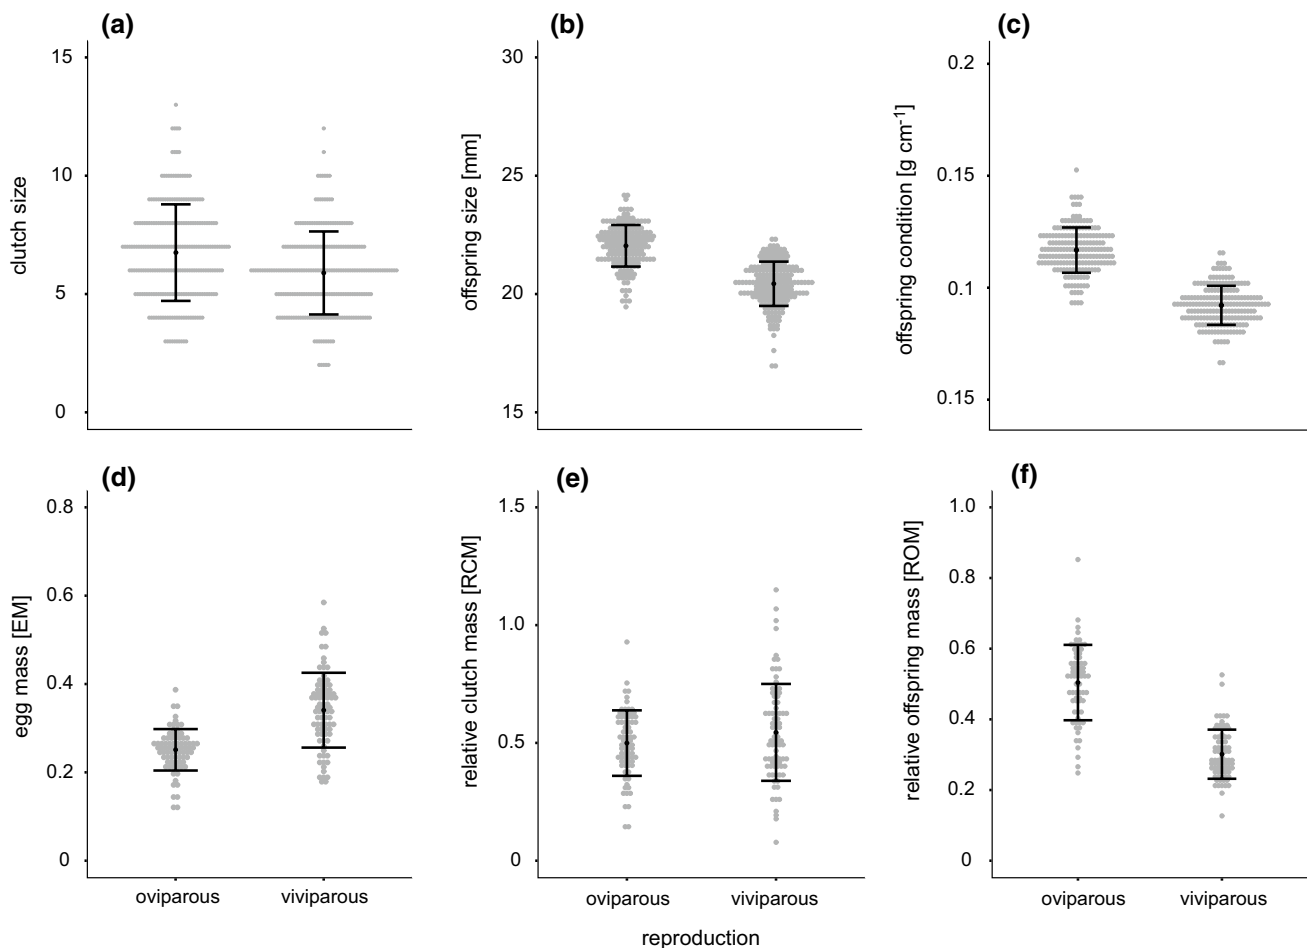 (a)
15
10
5
0
clutch size
(b)
30
25
20
15
offspring size [mm]
(c)
0.2
0.15
0.1
0.15
offspring condition [g cm-1]
(d)
0.8
0.6
0.4
0.2
0
egg mass [EM]
oviparous viviparous
(e)
1.5
1.0
0.5
0
relative clutch mass [RCM]
oviparous viviparous
(f)
1.0
0.8
0.6
0.4
0.2
0
relative offspring mass [ROM]
oviparous viviparous
reproduction